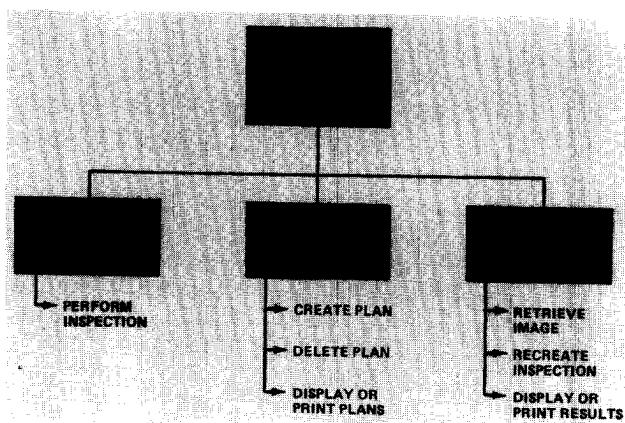 PERFORM
INSPECTION
CREATE PLAN
DELETE PLAN
DISPLAY OR
PRINT PLANS
RETRIEVE
IMAGE
RECREATE
INSPECTION
DISPLAY OR
PRINT RESULTS